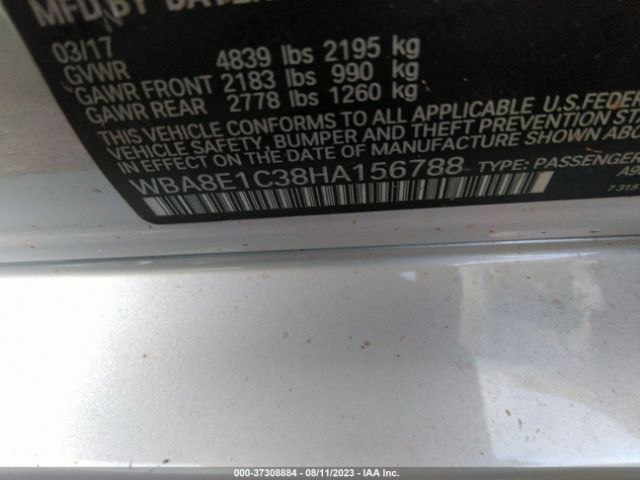 MFD BY
03/17
GVWR 4839 lbs 2195 kg
GAWR FRONT 2183 lbs 990 kg
GAWR REAR 2778 lbs 1260 kg
THIS VEHICLE CONFORMS TO ALL APPLICABLE U.S.FEDER
VEHICLE SAFETY, BUMPER AND THEFT PREVENTION STA
IN EFFECT ON THE DATE OF MANUFACTURE SHOWN ABO
WBA8E1C38HA156788 TYPE: PASSENGER
000-37308884 - 08/11/2023 - IAA Inc.